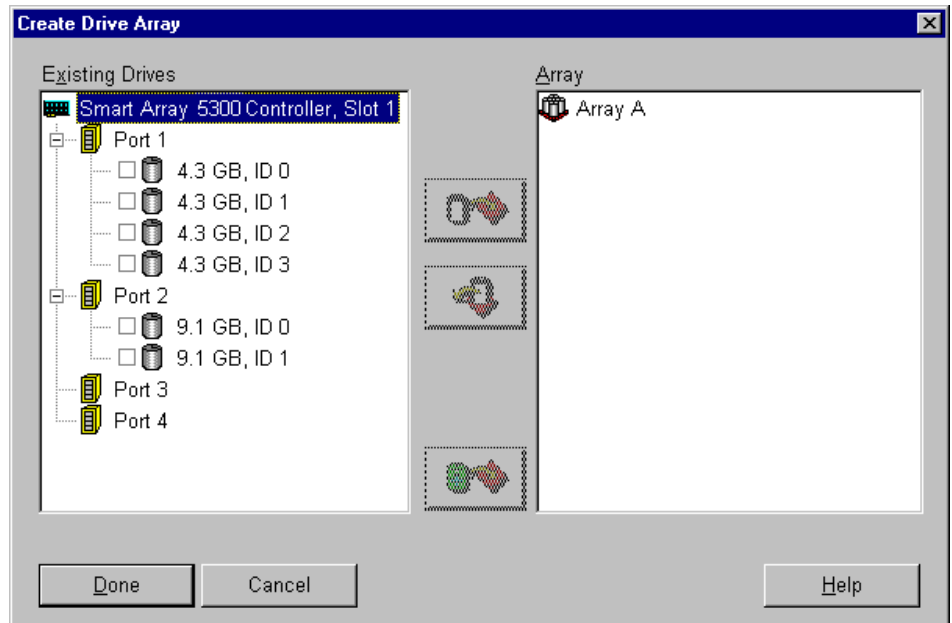 Create Drive Array
Existing Drives
Smart Array 5300 Controller, Slot 1
Port 1
4.3 GB, ID 0
4.3 GB, ID 1
4.3 GB, ID 2
4.3 GB, ID 3
Port 2
9.1 GB, ID 0
9.1 GB, ID 1
Port 3
Port 4
Array
Array A
Done
Cancel
Help